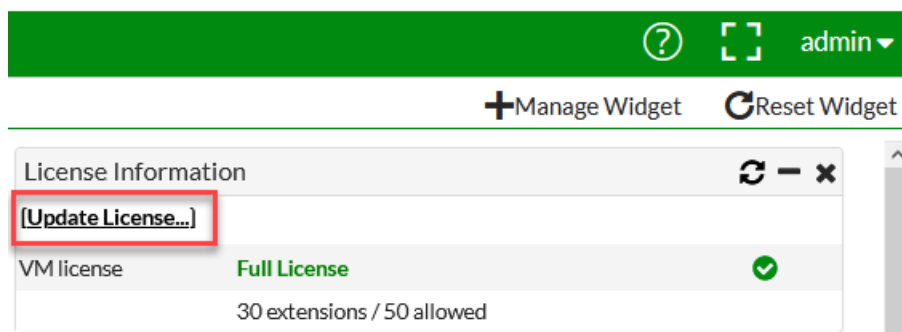 admin
Manage Widget Reset Widget
License Information
[Update License...]
VM license Full License
30 extensions / 50 allowed